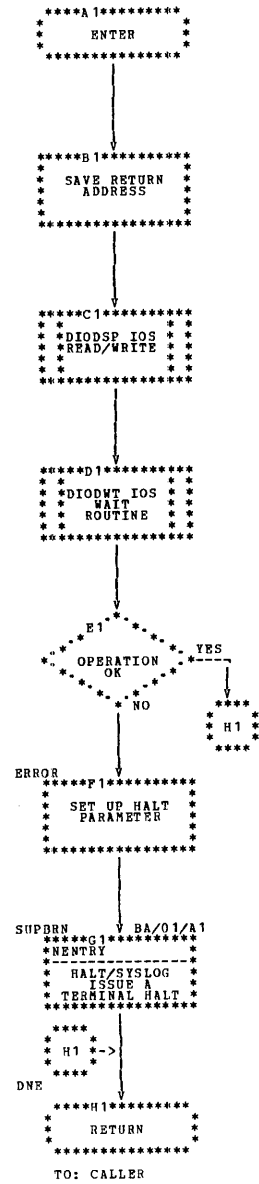 A1
ENTER
B1
SAVE RETURN
ADDRESS
C1
DIODSP IOS
READ/WRITE
D1
DIODWT IOS
WAIT
ROUTINE
E1
OPERATION
OK
YES
NO
H1
ERROR
F1
SET UP HALT
PARAMETER
SUPBRN BA/01/A1
G1
NENTRY
HALT/SYSLOG
ISSUE A
TERMINAL HALT
H1
DNE
H1
RETURN
TO: CALLER